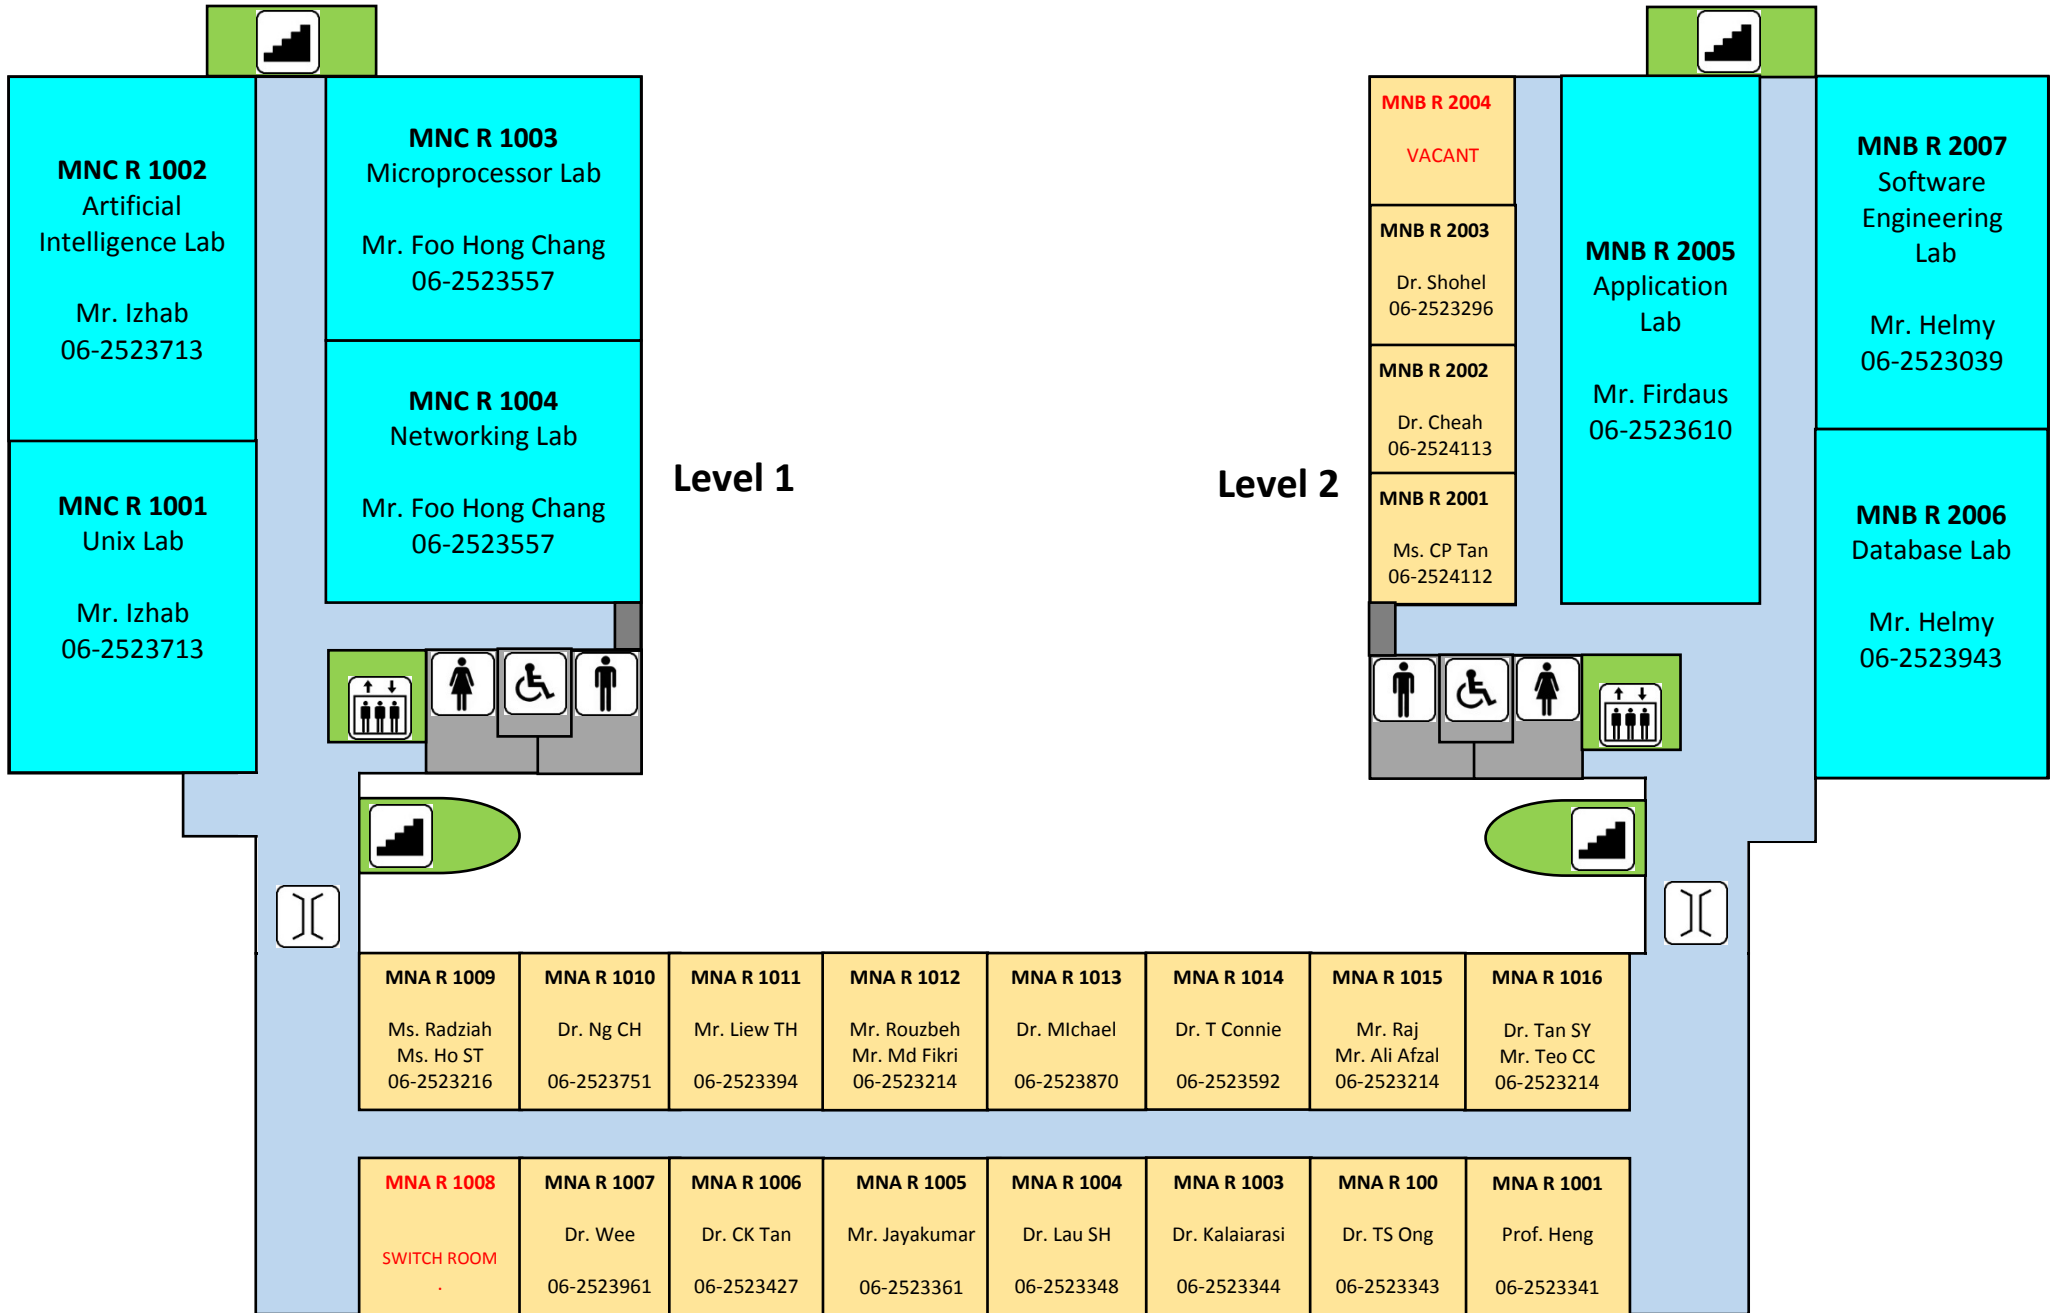 MNC R 1002
Artificial
Intelligence Lab
Mr. Izhab
06-2523713
MNC R 1001
Unix Lab
Mr. Izhab
06-2523713
MNC R 1003
Microprocessor Lab
Mr. Foo Hong Chang
06-2523557
MNC R 1004
Networking Lab
Mr. Foo Hong Chang
06-2523557
Level 1
Level 2
MNB R 2004
VACANT
MNB R 2003
Dr. Shohel
06-2523296
MNB R 2002
Dr. Cheah
06-2524113
MNB R 2001
Ms. CP Tan
06-2524112
MNB R 2005
Application
Lab
Mr. Firdaus
06-2523610
MNB R 2007
Software
Engineering
Lab
Mr. Helmy
06-2523039
MNB R 2006
Database Lab
Mr. Helmy
06-2523943
MNA R 1009
Ms. Radziah
Ms. Ho ST
06-2523216
MNA R 1010
Dr. Ng CH
06-2523751
MNA R 1011
Mr. Liew TH
06-2523394
MNA R 1012
Mr. Rouzbeh
Mr. Md Fikri
06-2523214
MNA R 1013
Dr. MIchael
06-2523870
MNA R 1014
Dr. T Connie
06-2523592
MNA R 1015
Mr. Raj
Mr. Ali Afzal
06-2523214
MNA R 1016
Dr. Tan SY
Mr. Teo CC
06-2523214
MNA R 1008
SWITCH ROOM
.
MNA R 1007
Dr. Wee
06-2523961
MNA R 1006
Dr. CK Tan
06-2523427
MNA R 1005
Mr. Jayakumar
06-2523361
MNA R 1004
Dr. Lau SH
06-2523348
MNA R 1003
Dr. Kalaiarasi
06-2523344
MNA R 100
Dr. TS Ong
06-2523343
MNA R 1001
Prof. Heng
06-2523341